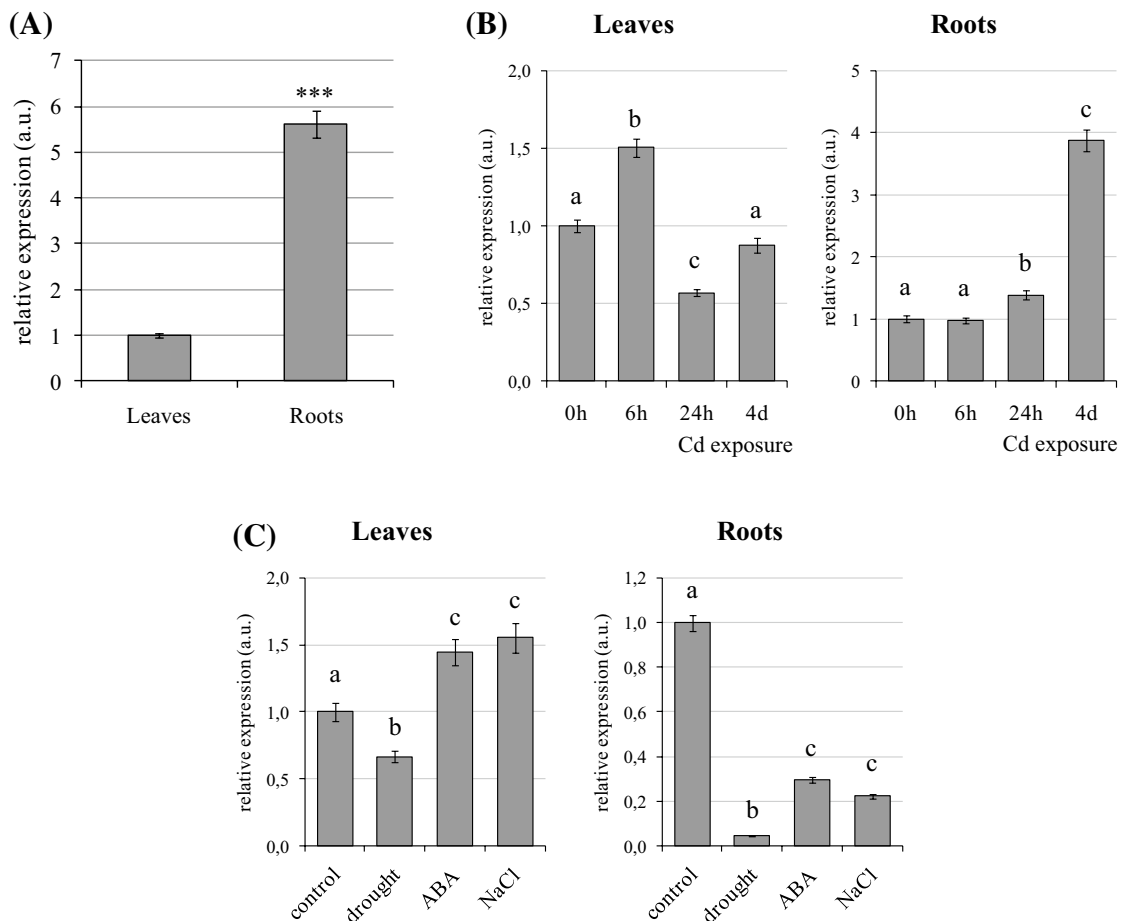 (A)
relative expression (a.u.)
7
6
5
4
3
2
1
0
***
Leaves Roots
(B)
Leaves
relative expression (a.u.)
2,0
1,5
1,0
0,5
0,0
a b c a
0h 6h 24h 4d
Cd exposure
Roots
relative expression (a.u.)
5
4
3
2
1
0
a a b c
0h 6h 24h 4d
Cd exposure
(C)
Leaves
relative expression (a.u.)
2,0
1,5
1,0
0,5
0,0
a b c c
control drought ABA NaCl
Roots
relative expression (a.u.)
1,2
1,0
0,8
0,6
0,4
0,2
0,0
a b c c
control drought ABA NaCl